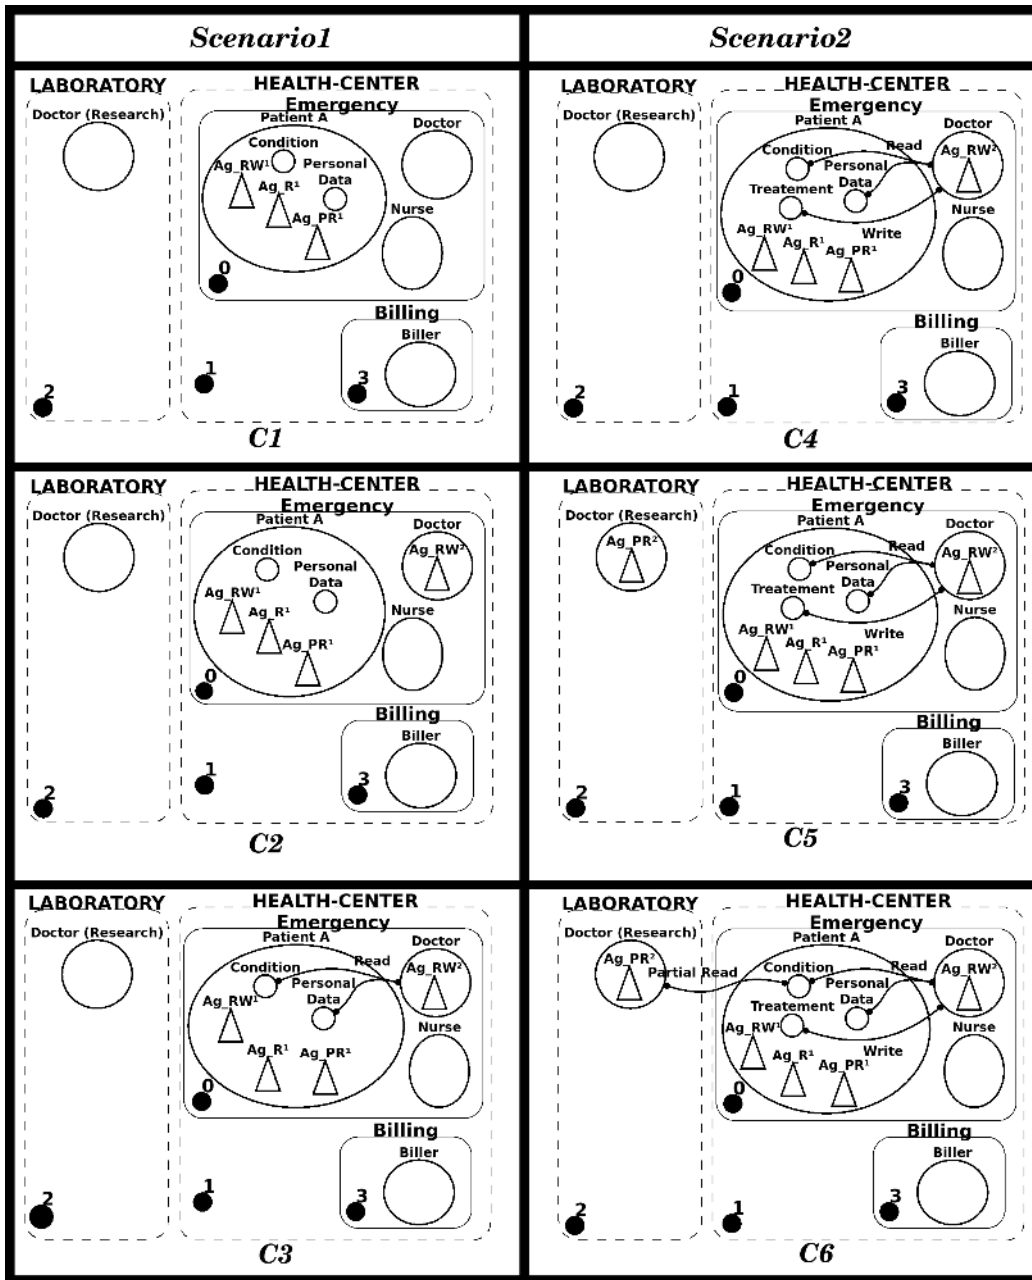 Scenario1
Scenario2
LABORATORY
HEALTH-CENTER
Emergency
Doctor (Research)
Patient A
Doctor
Condition
Personal
Data
Ag_RW¹
Ag_R¹
Ag_PR¹
Nurse
0
Billing
Biller
1
2
3
C1
LABORATORY
HEALTH-CENTER
Emergency
Doctor (Research)
Patient A
Doctor
Read
Ag_RW²
Condition
Personal
Data
Treatement
Nurse
Write
Ag_RW¹
Ag_R¹
Ag_PR¹
0
Billing
Biller
1
2
3
C4
LABORATORY
HEALTH-CENTER
Emergency
Doctor (Research)
Patient A
Doctor
Ag_RW²
Condition
Personal
Data
Ag_RW¹
Ag_R¹
Ag_PR¹
Nurse
0
Billing
Biller
1
2
3
C2
LABORATORY
HEALTH-CENTER
Emergency
Doctor (Research)
Ag_PR²
Patient A
Doctor
Read
Ag_RW²
Condition
Personal
Data
Treatement
Nurse
Write
Ag_RW¹
Ag_R¹
Ag_PR¹
0
Billing
Biller
1
2
3
C5
LABORATORY
HEALTH-CENTER
Emergency
Doctor (Research)
Patient A
Doctor
Read
Ag_RW²
Condition
Personal
Data
Ag_RW¹
Ag_R¹
Ag_PR¹
Nurse
0
Billing
Biller
1
2
3
C3
LABORATORY
HEALTH-CENTER
Emergency
Doctor (Research)
Ag_PR²
Partial Read
Patient A
Doctor
Read
Ag_RW²
Condition
Personal
Data
Treatement
Nurse
Write
Ag_RW¹
Ag_R¹
Ag_PR¹
0
Billing
Biller
1
2
3
C6